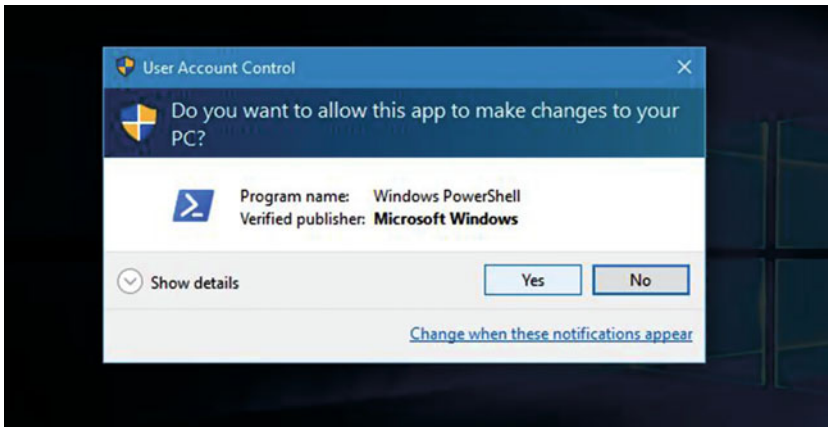 User Account Control
Do you want to allow this app to make changes to your
PC?
Program name: Windows PowerShell
Verified publisher: Microsoft Windows
Show details
Yes No
Change when these notifications appear